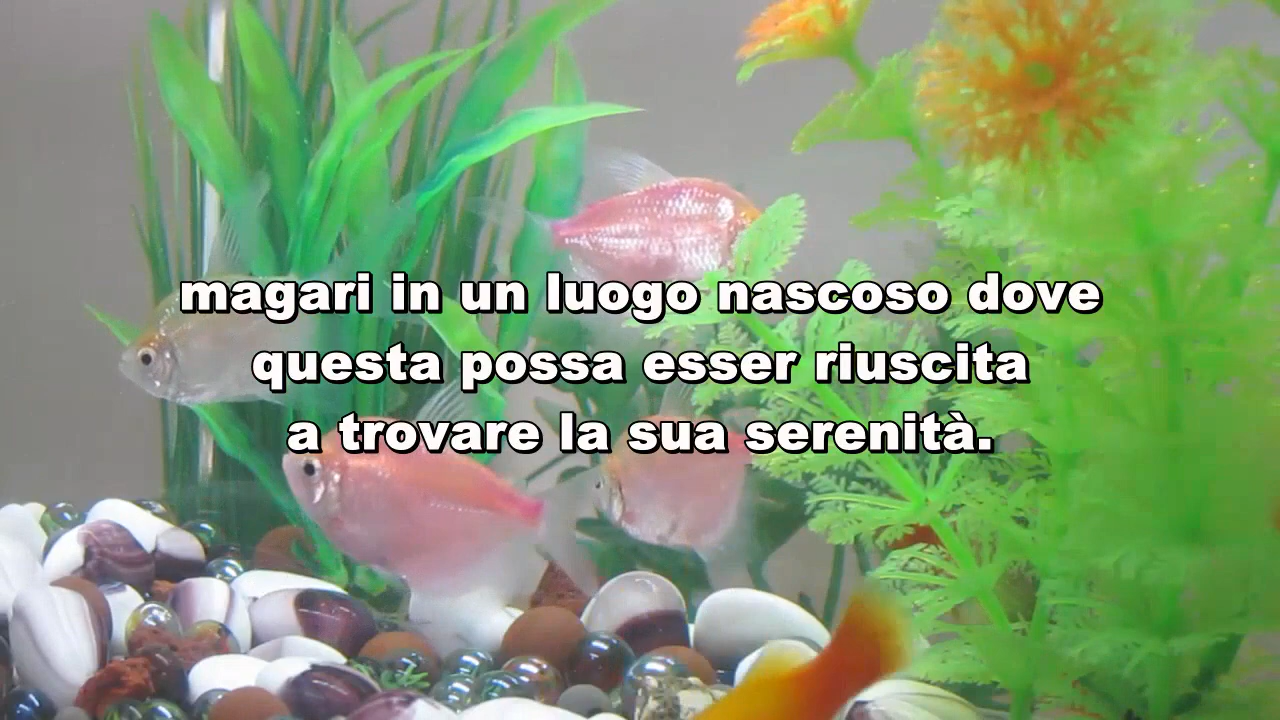 magari in un luogo nascoso dove
questa possa esser riuscita
a trovare la sua serenità.